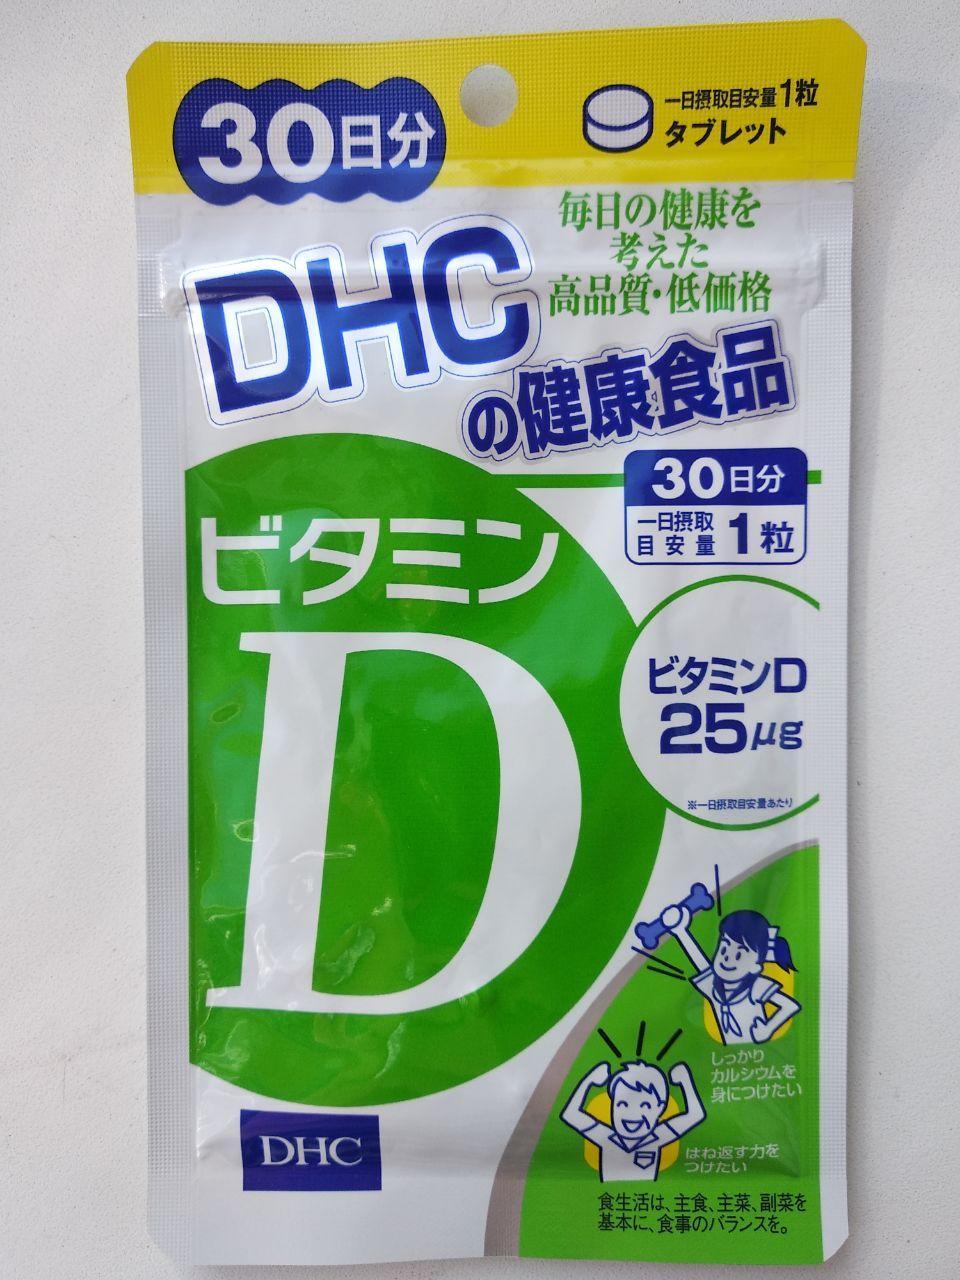 30日分
一日摂取目安量1粒
タブレット
毎日の健康を
考えた
高品質・低価格
DHC
の健康食品
30日分
一日摂取
目安量 1粒
ビタミン
D
ビタミンD
25μg
※一日摂取目安量あたり
しっかり
カルシウムを
身につけたい
はね返す力を
つけたい
DHC
食生活は、主食、主菜、副菜を
基本に、食事のバランスを。